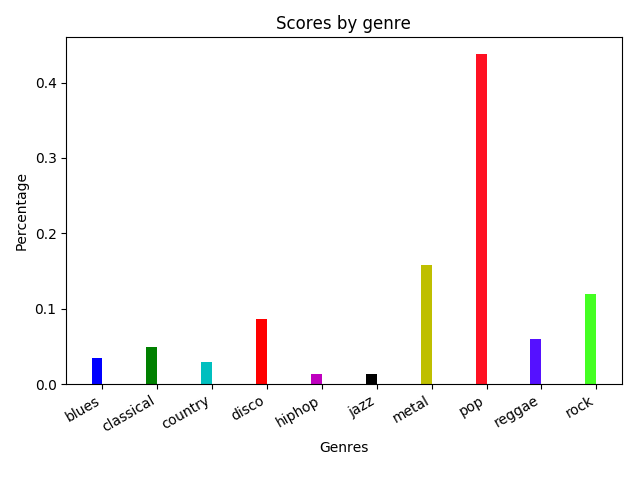 Scores by genre
Percentage
0.4
0.3
0.2
0.1
0.0
blues
classical
country
disco
hiphop
jazz
metal
pop
reggae
rock
Genres